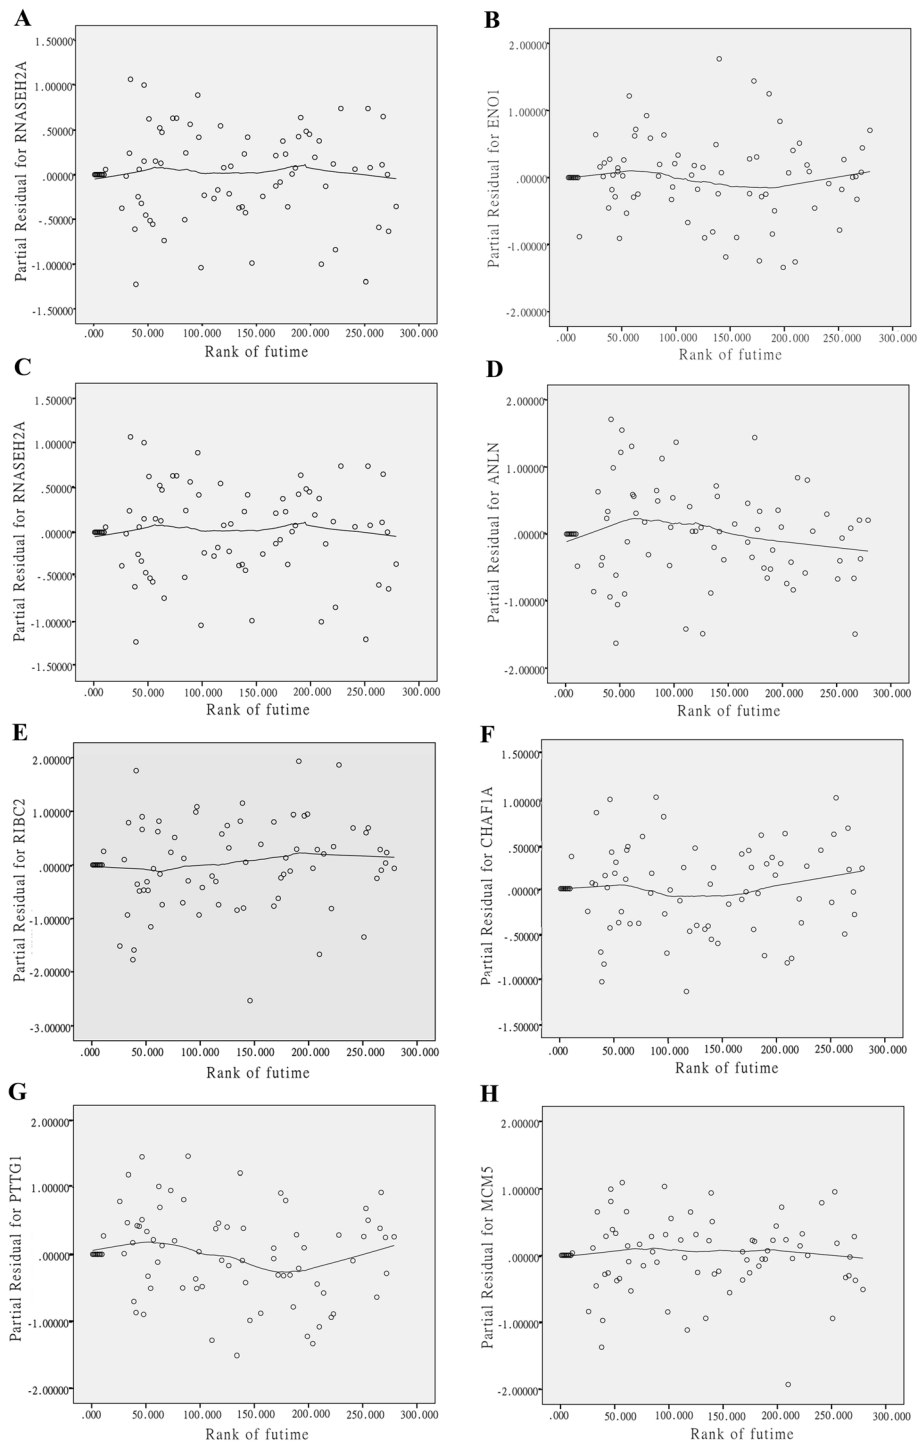 A
Partial Residual for RNASEH2A
1.50000
1.00000
.50000
.00000
-.50000
-1.00000
-1.50000
.000 50.000 100.000 150.000 200.000 250.000 300.000
Rank of futime
B
Partial Residual for ENO1
2.00000
1.00000
.00000
-1.00000
-2.00000
.000 50.000 100.000 150.000 200.000 250.000 300.000
Rank of futime
C
Partial Residual for RNASEH2A
1.50000
1.00000
.50000
.00000
-.50000
-1.00000
-1.50000
.000 50.000 100.000 150.000 200.000 250.000 300.000
Rank of futime
D
Partial Residual for ANLN
2.00000
1.00000
.00000
-1.00000
-2.00000
.000 50.000 100.000 150.000 200.000 250.000 300.000
Rank of futime
E
Partial Residual for RIBC2
2.00000
1.00000
.00000
-1.00000
-2.00000
-3.00000
.000 50.000 100.000 150.000 200.000 250.000 300.000
Rank of futime
F
Partial Residual for CHAF1A
1.50000
1.00000
.50000
.00000
-.50000
-1.00000
-1.50000
.000 50.000 100.000 150.000 200.000 250.000 300.000
Rank of futime
G
Partial Residual for PTTG1
2.00000
1.00000
.00000
-1.00000
-2.00000
.000 50.000 100.000 150.000 200.000 250.000 300.000
Rank of futime
H
Partial Residual for MCM5
2.00000
1.00000
.00000
-1.00000
-2.00000
.000 50.000 100.000 150.000 200.000 250.000 300.000
Rank of futime